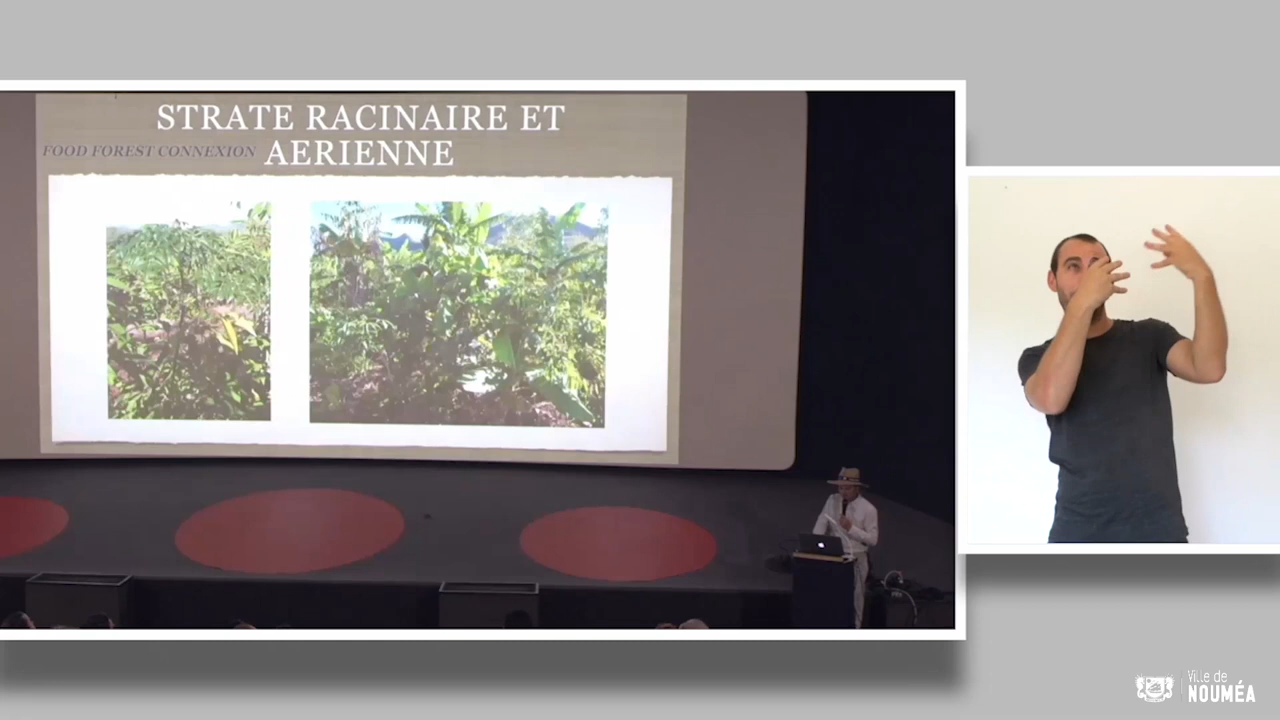 STRATE RACINAIRE ET
FOOD FOREST CONNEXION AERIENNE
Ville de
NOUMÉA